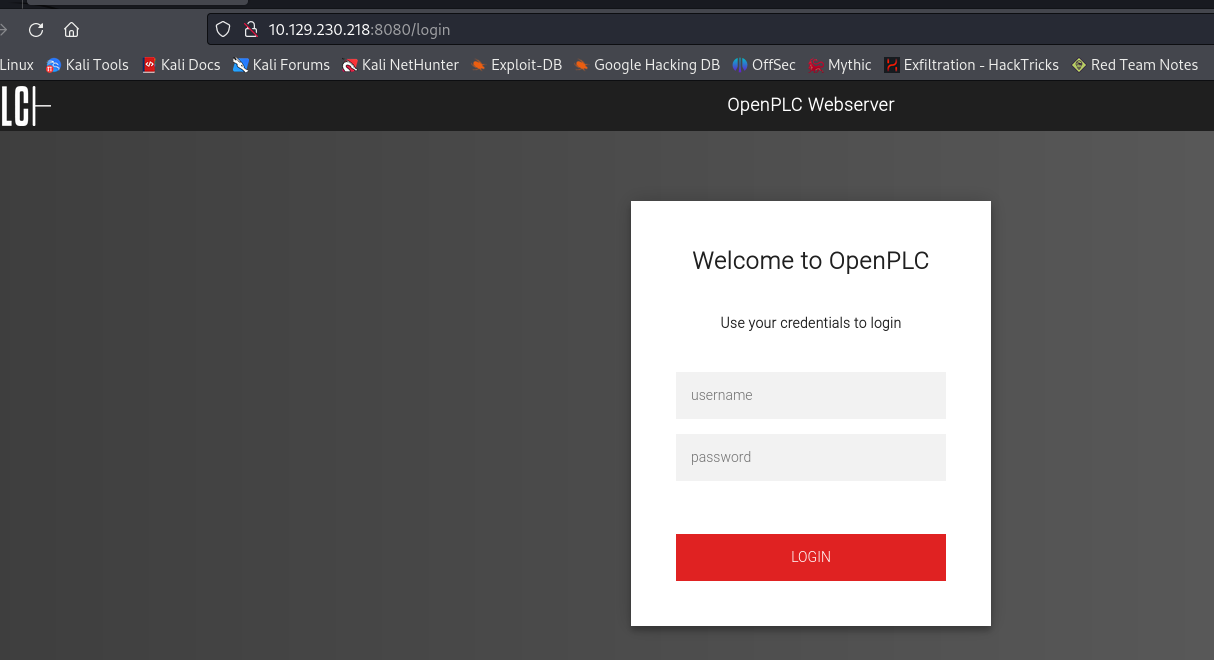 10.129.230.218:8080/login
Linux Kali Tools Kali Docs Kali Forums Kali NetHunter Exploit-DB Google Hacking DB OffSec Mythic Exfiltration - HackTricks Red Team Notes
LC OpenPLC Webserver
Welcome to OpenPLC
Use your credentials to login
username
password
LOGIN